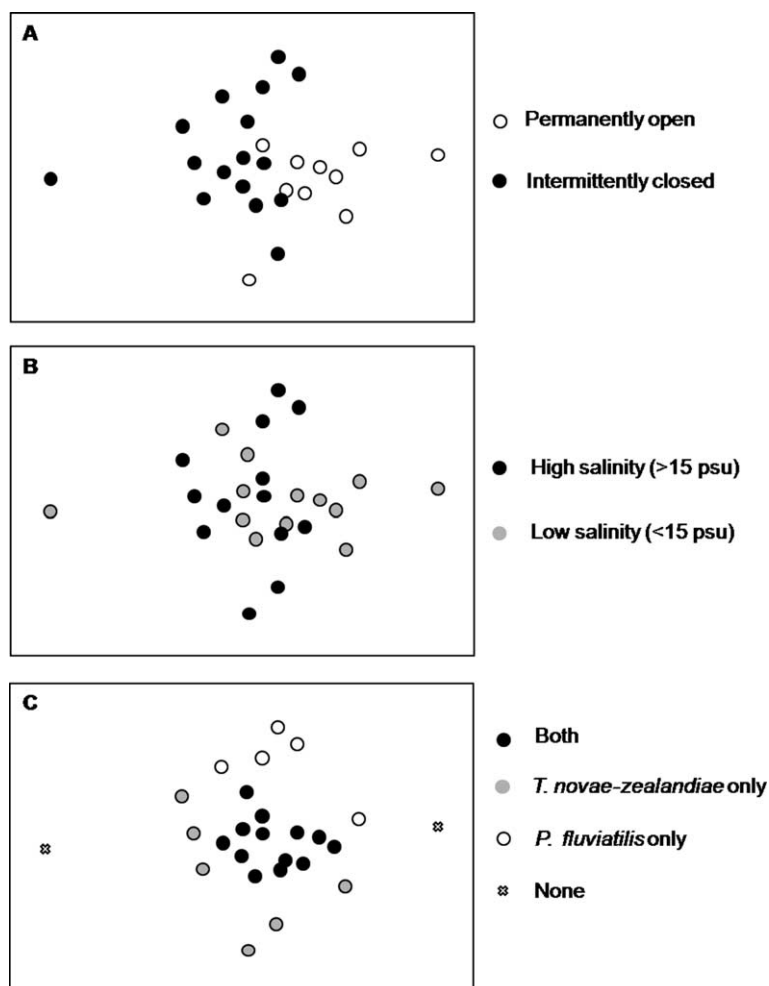 A
Permanently open
Intermittently closed
B
High salinity (>15 psu)
Low salinity (<15 psu)
C
Both
T. novae-zealandiae only
P. fluviatilis only
None